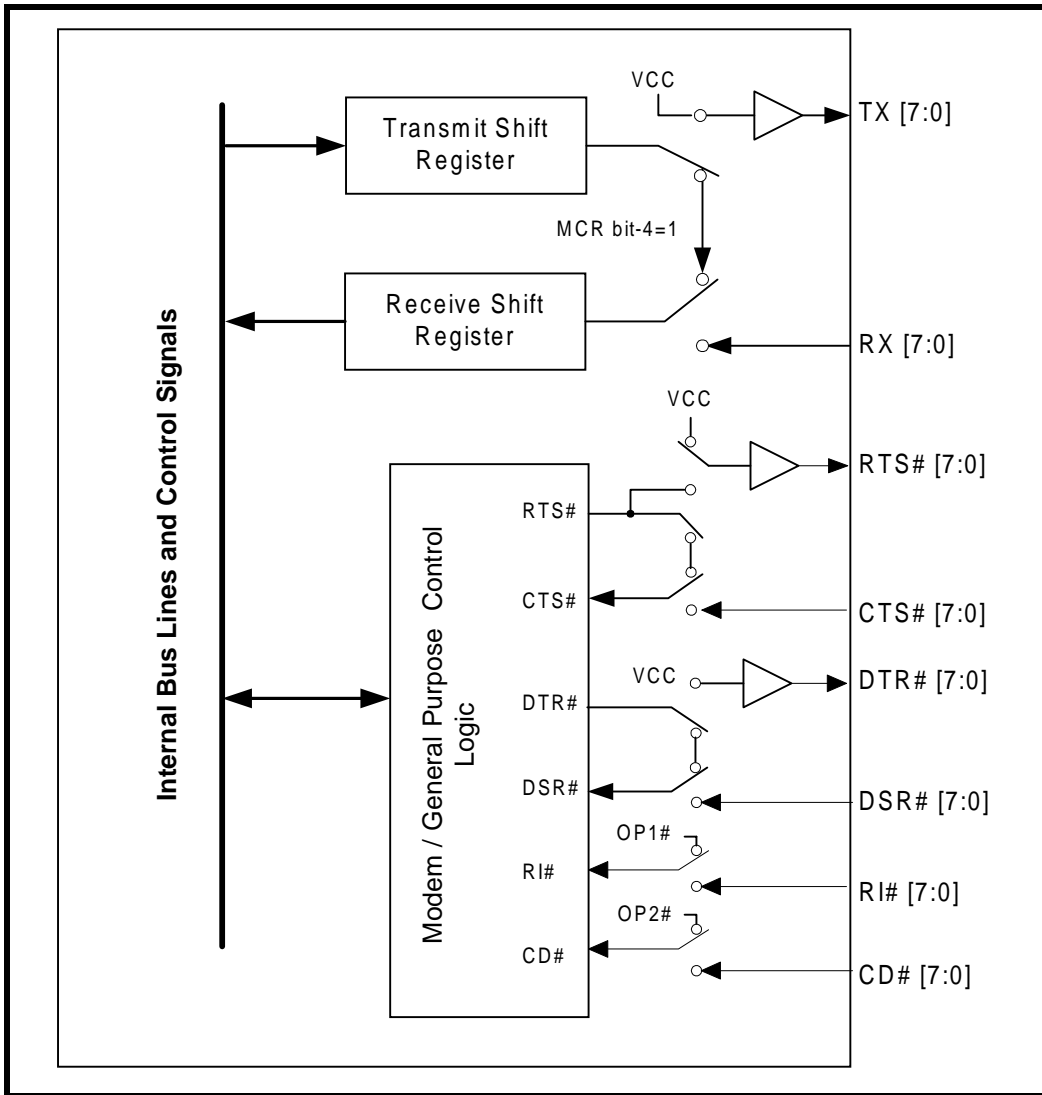 VCC
TX [7:0]
Transmit Shift
Register
MCR bit-4=1
Receive Shift
Register
RX [7:0]
Internal Bus Lines and Control Signals
VCC
RTS# [7:0]
RTS#
CTS#
CTS# [7:0]
Modem / General Purpose Control
Logic
VCC
DTR# [7:0]
DTR#
DSR#
DSR# [7:0]
OP1#
RI#
RI# [7:0]
OP2#
CD#
CD# [7:0]